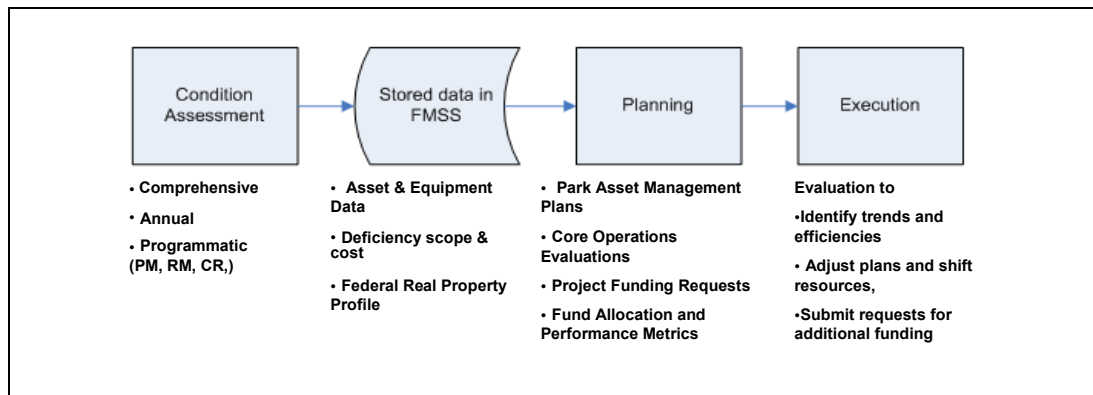 Condition
Assessment
Stored data in
FMSS
Planning
Execution
• Comprehensive
• Annual
• Programmatic
(PM, RM, CR,)
• Asset & Equipment
Data
• Deficiency scope &
cost
• Federal Real Property
Profile
• Park Asset Management
Plans
• Core Operations
Evaluations
• Project Funding Requests
• Fund Allocation and
Performance Metrics
Evaluation to
•Identify trends and
efficiencies
• Adjust plans and shift
resources,
•Submit requests for
additional funding